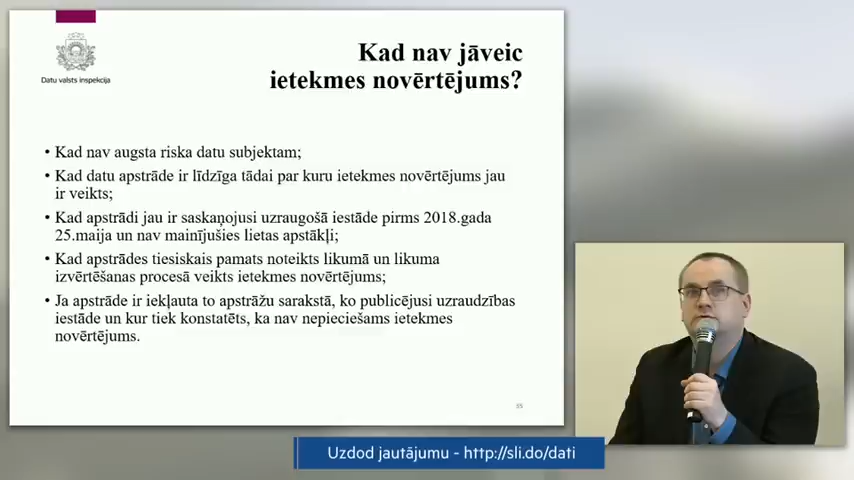 Datu valsts inspekcija
Kad nav jāveic
ietekmes novērtējums?
• Kad nav augsta riska datu subjektam;
• Kad datu apstrāde ir līdzīga tādai par kuru ietekmes novērtējums jau
ir veikts;
• Kad apstrādi jau ir saskaņojusi uzraugošā iestāde pirms 2018.gada
25.maija un nav mainījušies lietas apstākļi;
• Kad apstrādes tiesiskais pamats noteikts likumā un likuma
izvērtēšanas procesā veikts ietekmes novērtējums;
• Ja apstrāde ir iekļauta to apstrāžu sarakstā, ko publicējusi uzraudzības
iestāde un kur tiek konstatēts, ka nav nepieciešams ietekmes
novērtējums.
Uzdod jautājumu - http://sli.do/dati